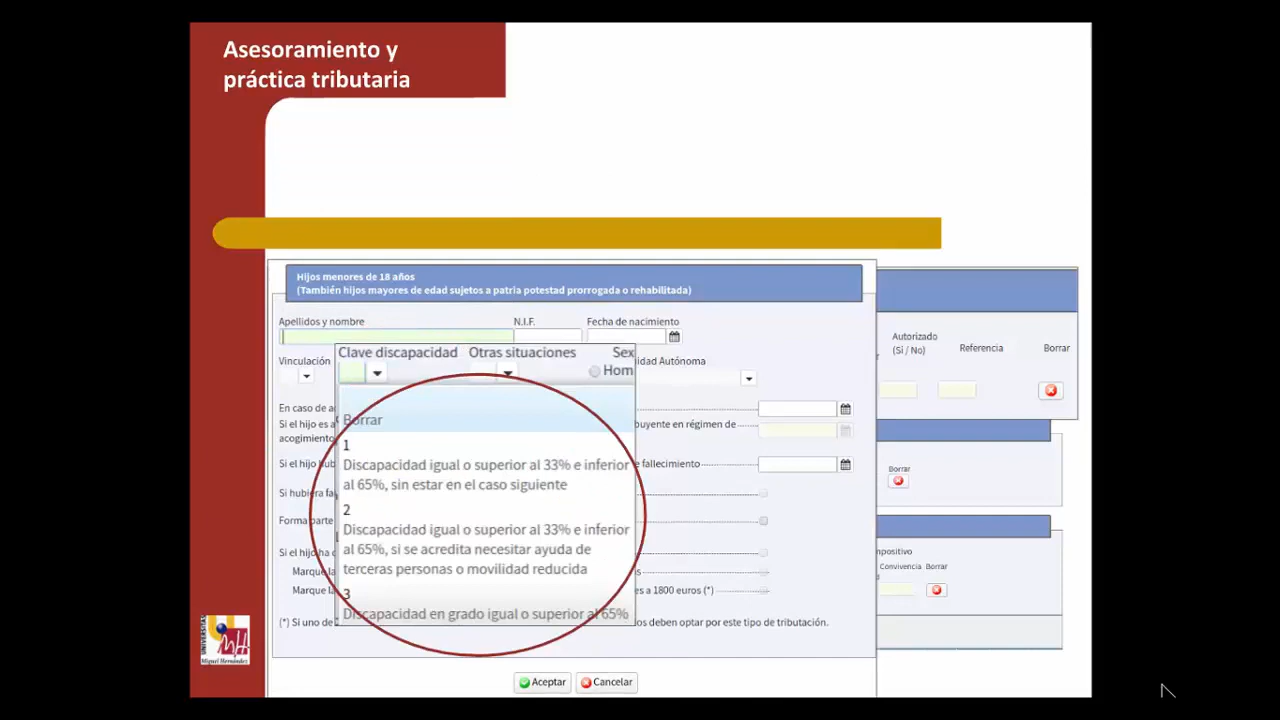 Asesoramiento y
práctica tributaria
Hijos menores de 18 años
(También hijos mayores de edad sujetos a patria potestad prorrogada o rehabilitada)
Apellidos y nombre N.I.F. Fecha de nacimiento
Vinculación
Clave discapacidad Otras situaciones Sex
Hom
idad Autónoma
Borrar
1
Discapacidad igual o superior al 33% e inferior
al 65%, sin estar en el caso siguiente
2
Discapacidad igual o superior al 33% e inferior
al 65%, si se acredita necesitar ayuda de
terceras personas o movilidad reducida
3
Discapacidad en grado igual o superior al 65%
En caso de a
Si el hijo es a buyente en régimen de
acogimiento
Si el hijo hub e fallecimiento
Si hubiera fa
Forma parte
Si el hijo ha
Marque la s
Marque la es a 1800 euros (*)
(*) Si uno de os deben optar por este tipo de tributación.
Aceptar Cancelar
Autorizado
(Sí / No) Referencia Borrar
Borrar
npositivo
Convivencia Borrar
UNIVERSITAS
MH
Miguel Hernández